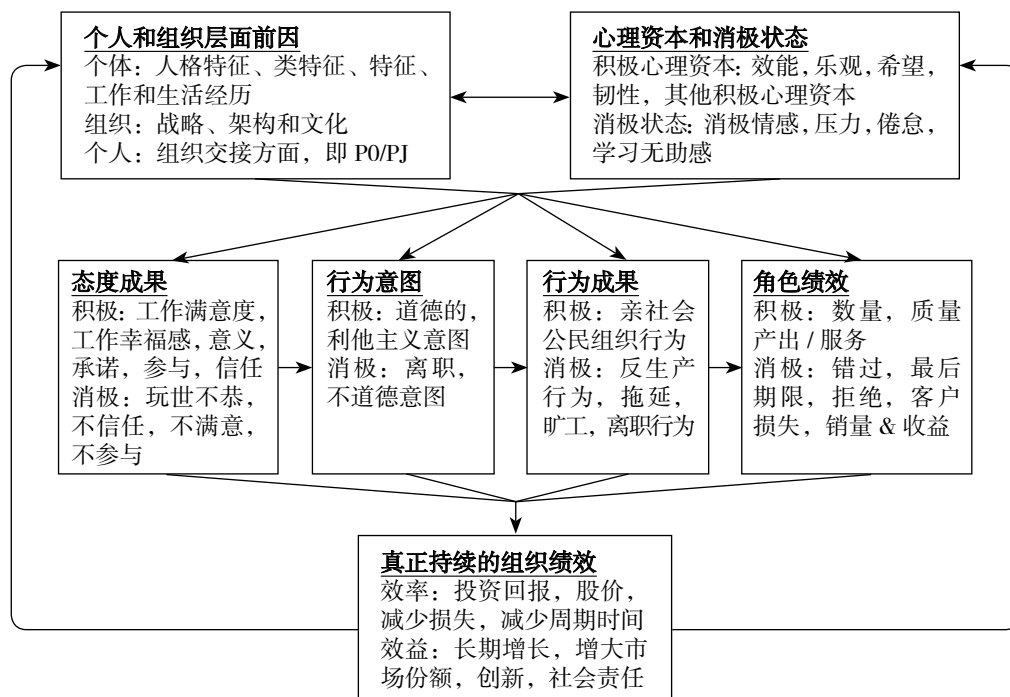 个人和组织层面前因
个体：人格特征、类特征、特征、
工作和生活经历
组织：战略、架构和文化
个人：组织交接方面，即 P0/PJ
心理资本和消极状态
积极心理资本：效能，乐观，希望，
韧性，其他积极心理资本
消极状态：消极情感，压力，倦怠，
学习无助感
态度成果
积极：工作满意度，
工作幸福感，意义，
承诺，参与，信任
消极：玩世不恭，
不信任，不满意，
不参与
行为意图
积极：道德的，
利他主义意图
消极：离职，
不道德意图
行为成果
积极：亲社会
公民组织行为
消极：反生产
行为，拖延，
旷工，离职行为
角色绩效
积极：数量，质量
产出 / 服务
消极：错过，最后
期限，拒绝，客户
损失，销量 & 收益
真正持续的组织绩效
效率：投资回报，股价，
减少损失，减少周期时间
效益：长期增长，增大市
场份额，创新，社会责任